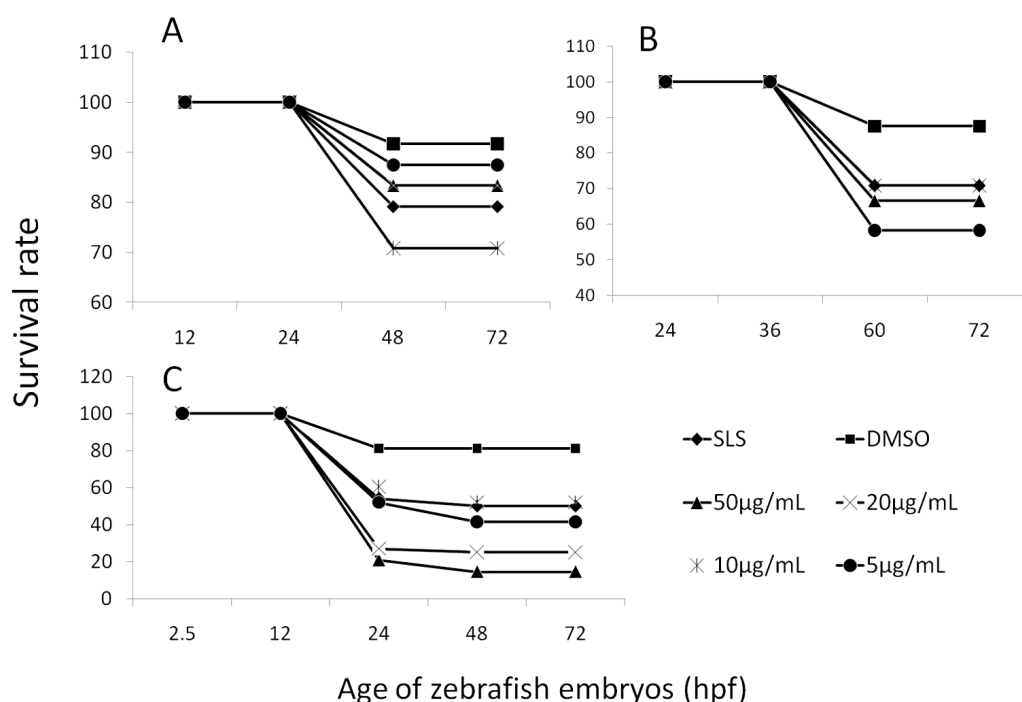 A
110
100
90
80
70
60
12 24 48 72
B
110
100
90
80
70
60
50
40
24 36 60 72
Survival rate
C
120
100
80
60
40
20
0
2.5 12 24 48 72
SLS DMSO
50µg/mL 20µg/mL
10µg/mL 5µg/mL
Age of zebrafish embryos (hpf)